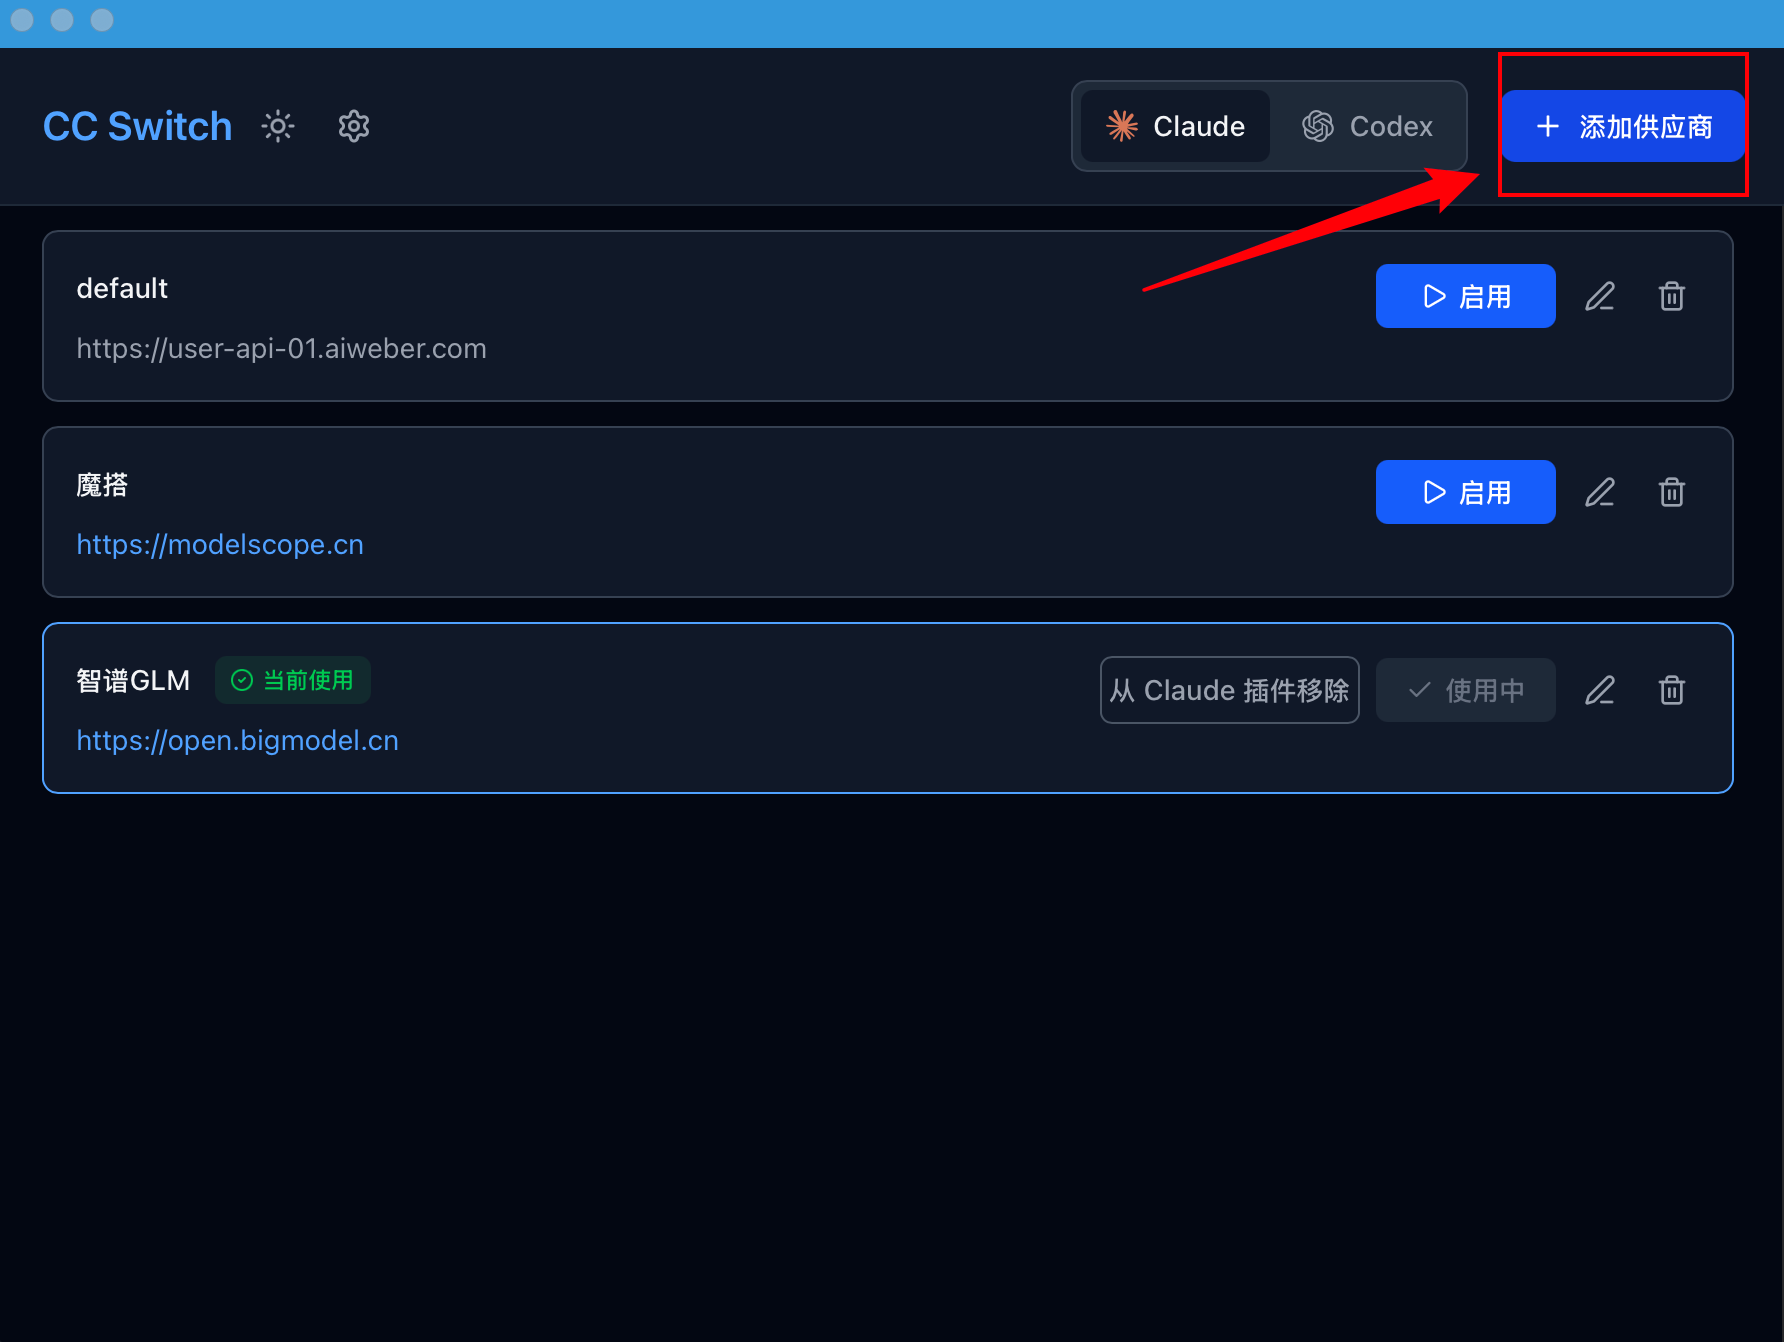 CC Switch
Claude
Codex
添加供应商
default
启用
https://user-api-01.aiweber.com
魔搭
启用
https://modelscope.cn
智谱GLM
当前使用
从 Claude 插件移除
使用中
https://open.bigmodel.cn